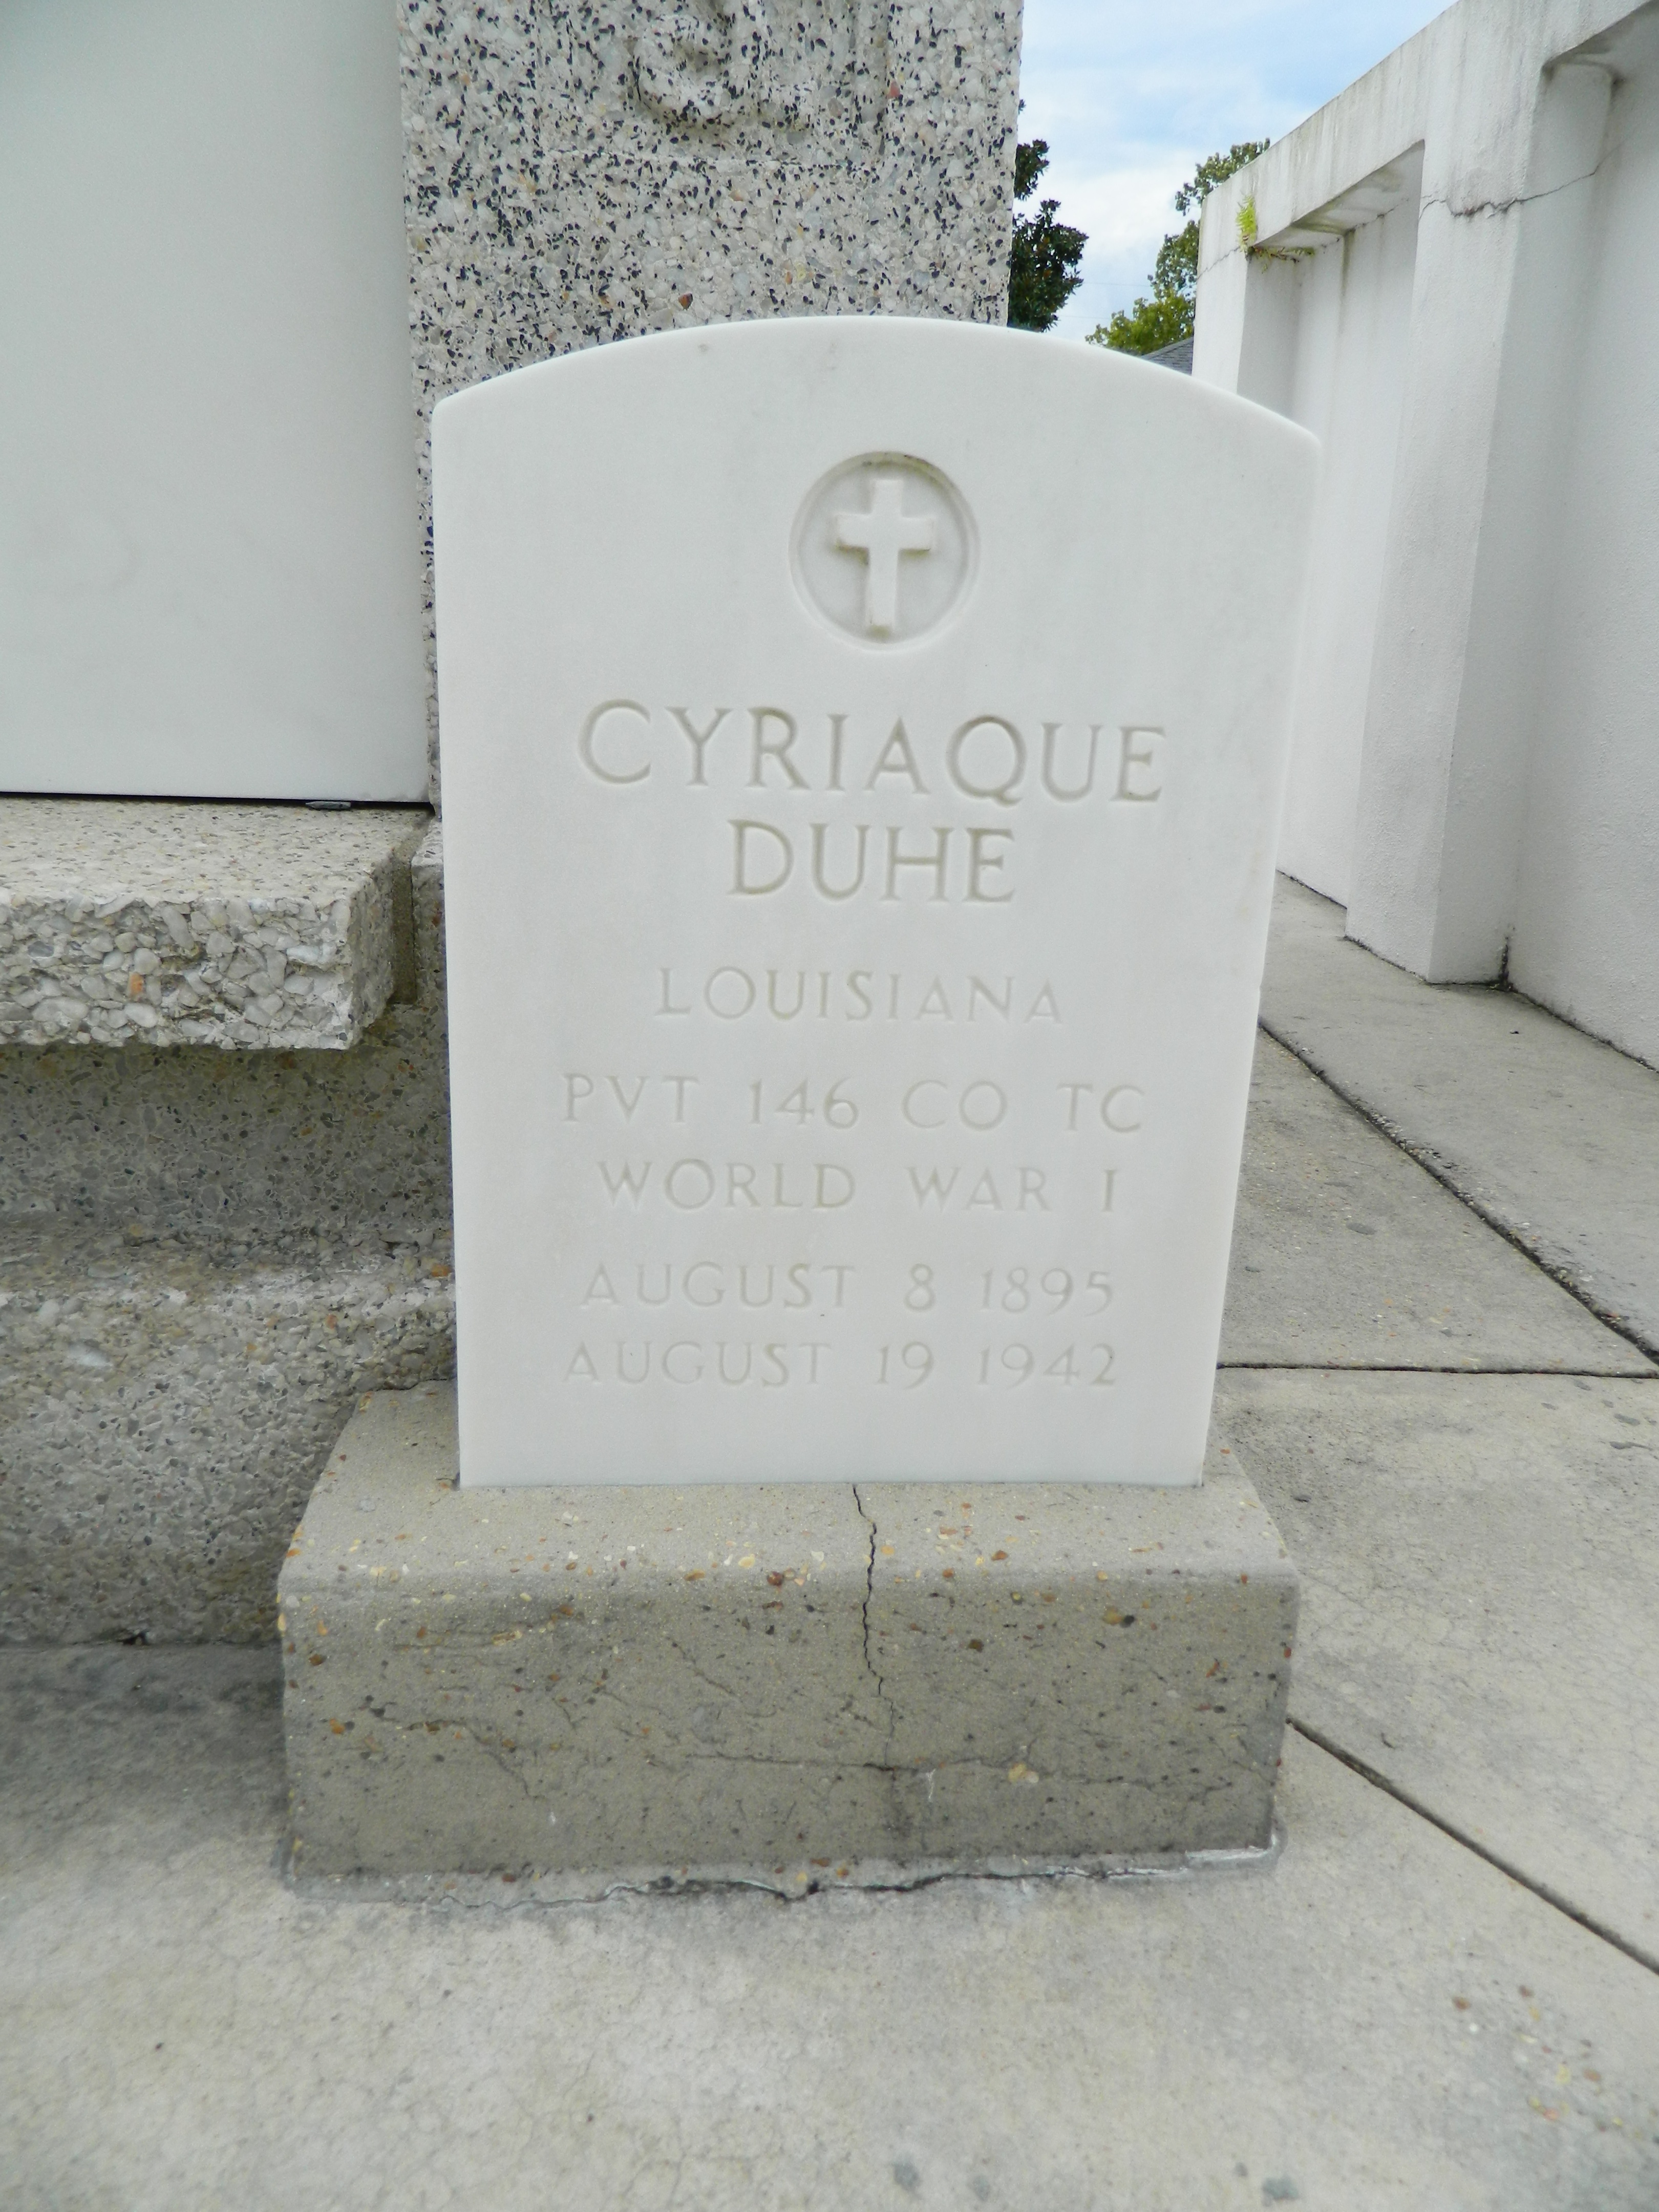 CYRIAQUE
DUHE
LOUISIANA
PVT 146 CO TC
WORLD WAR I
AUGUST 8 1895
AUGUST 19 1942